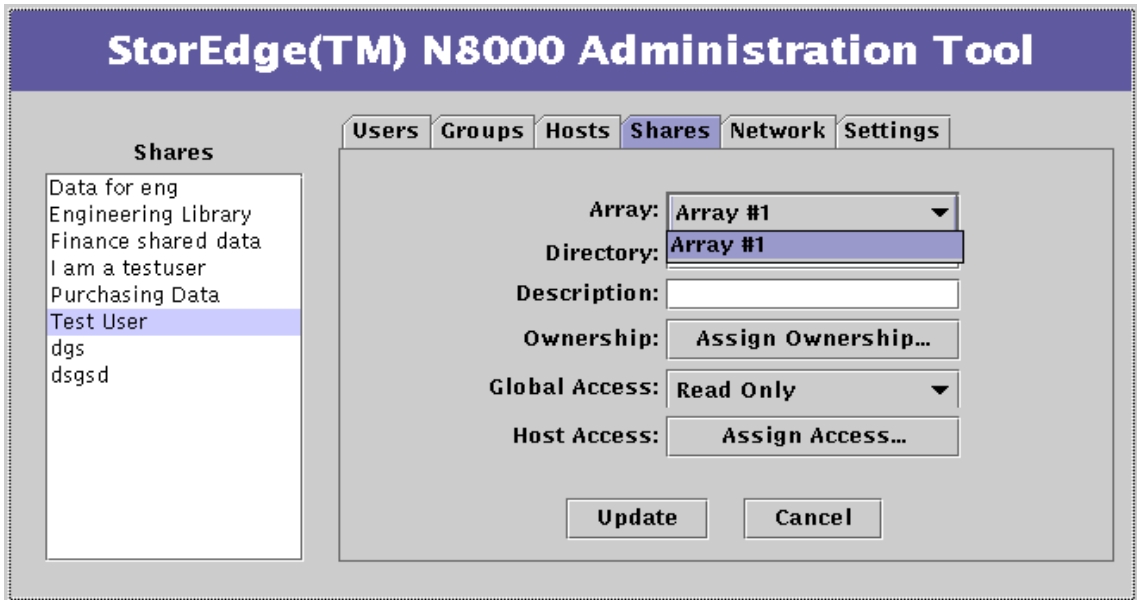 StorEdge(TM) N8000 Administration Tool
Users Groups Hosts Shares Network Settings
Shares
Data for eng
Engineering Library
Finance shared data
I am a testuser
Purchasing Data
Test User
dgs
dsgsd
Array: Array #1
Array #1
Directory:
Description:
Ownership: Assign Ownership...
Global Access: Read Only
Host Access: Assign Access...
Update Cancel